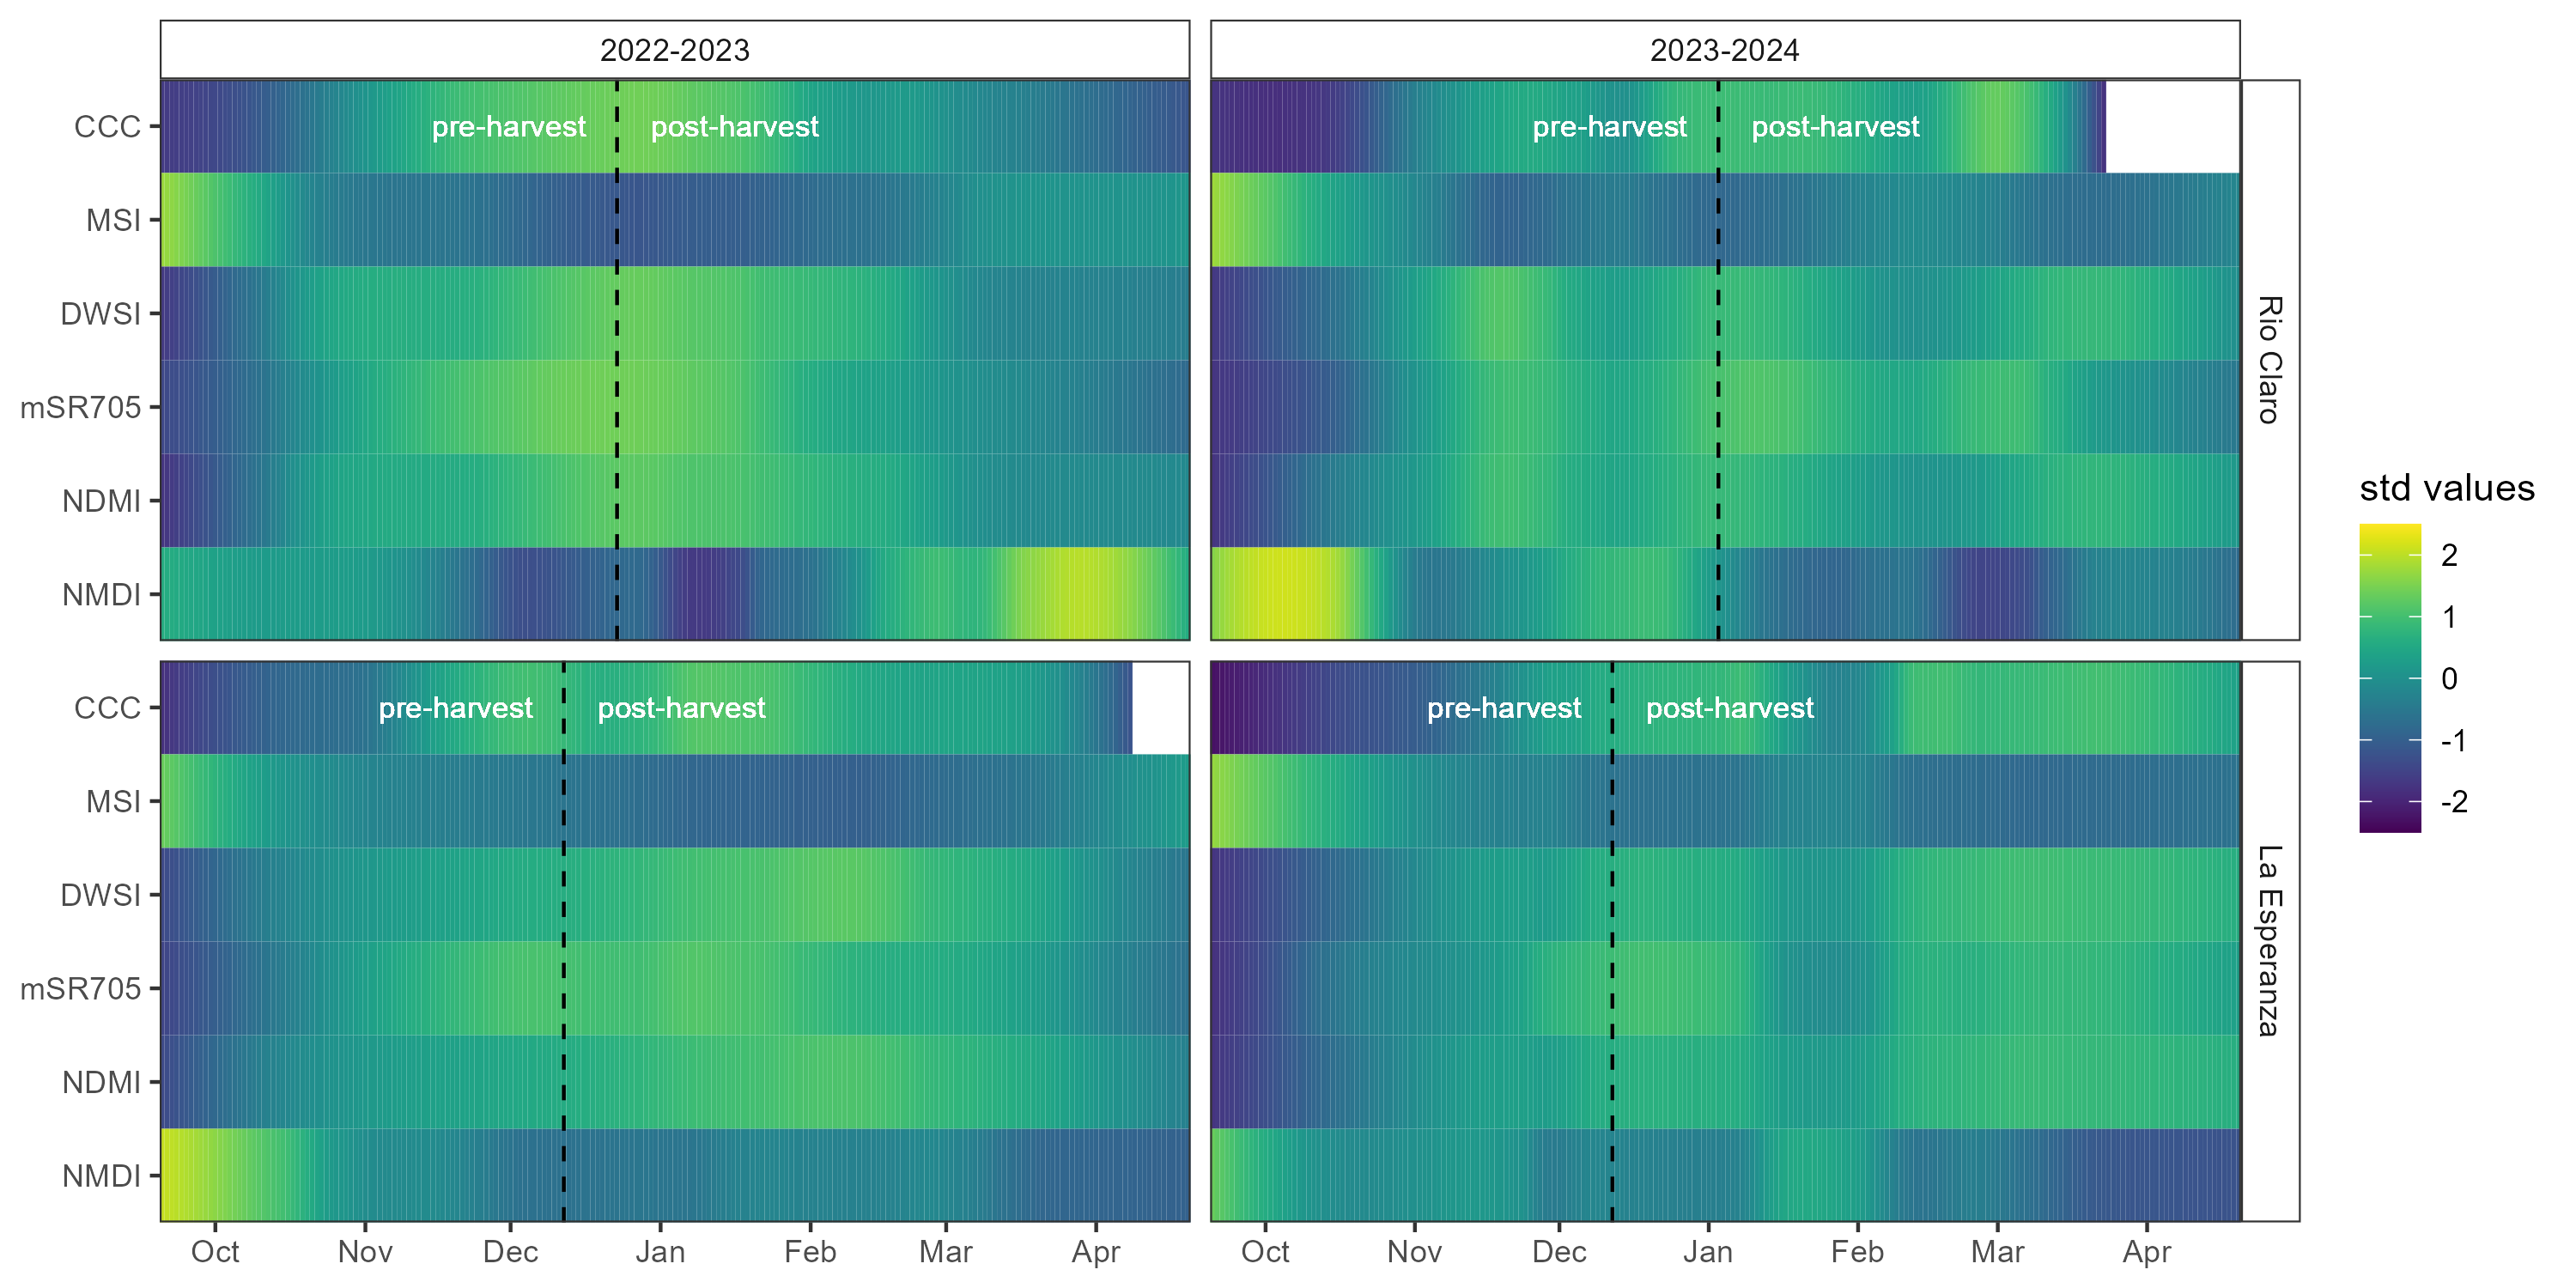 2022-2023
2023-2024
CCC
MSI
DWSI
mSR705
NDMI
NMDI
pre-harvest post-harvest
pre-harvest post-harvest
Rio Claro
CCC
MSI
DWSI
mSR705
NDMI
NMDI
pre-harvest post-harvest
pre-harvest post-harvest
La Esperanza
Oct Nov Dec Jan Feb Mar Apr
Oct Nov Dec Jan Feb Mar Apr
std values
2
1
0
-1
-2